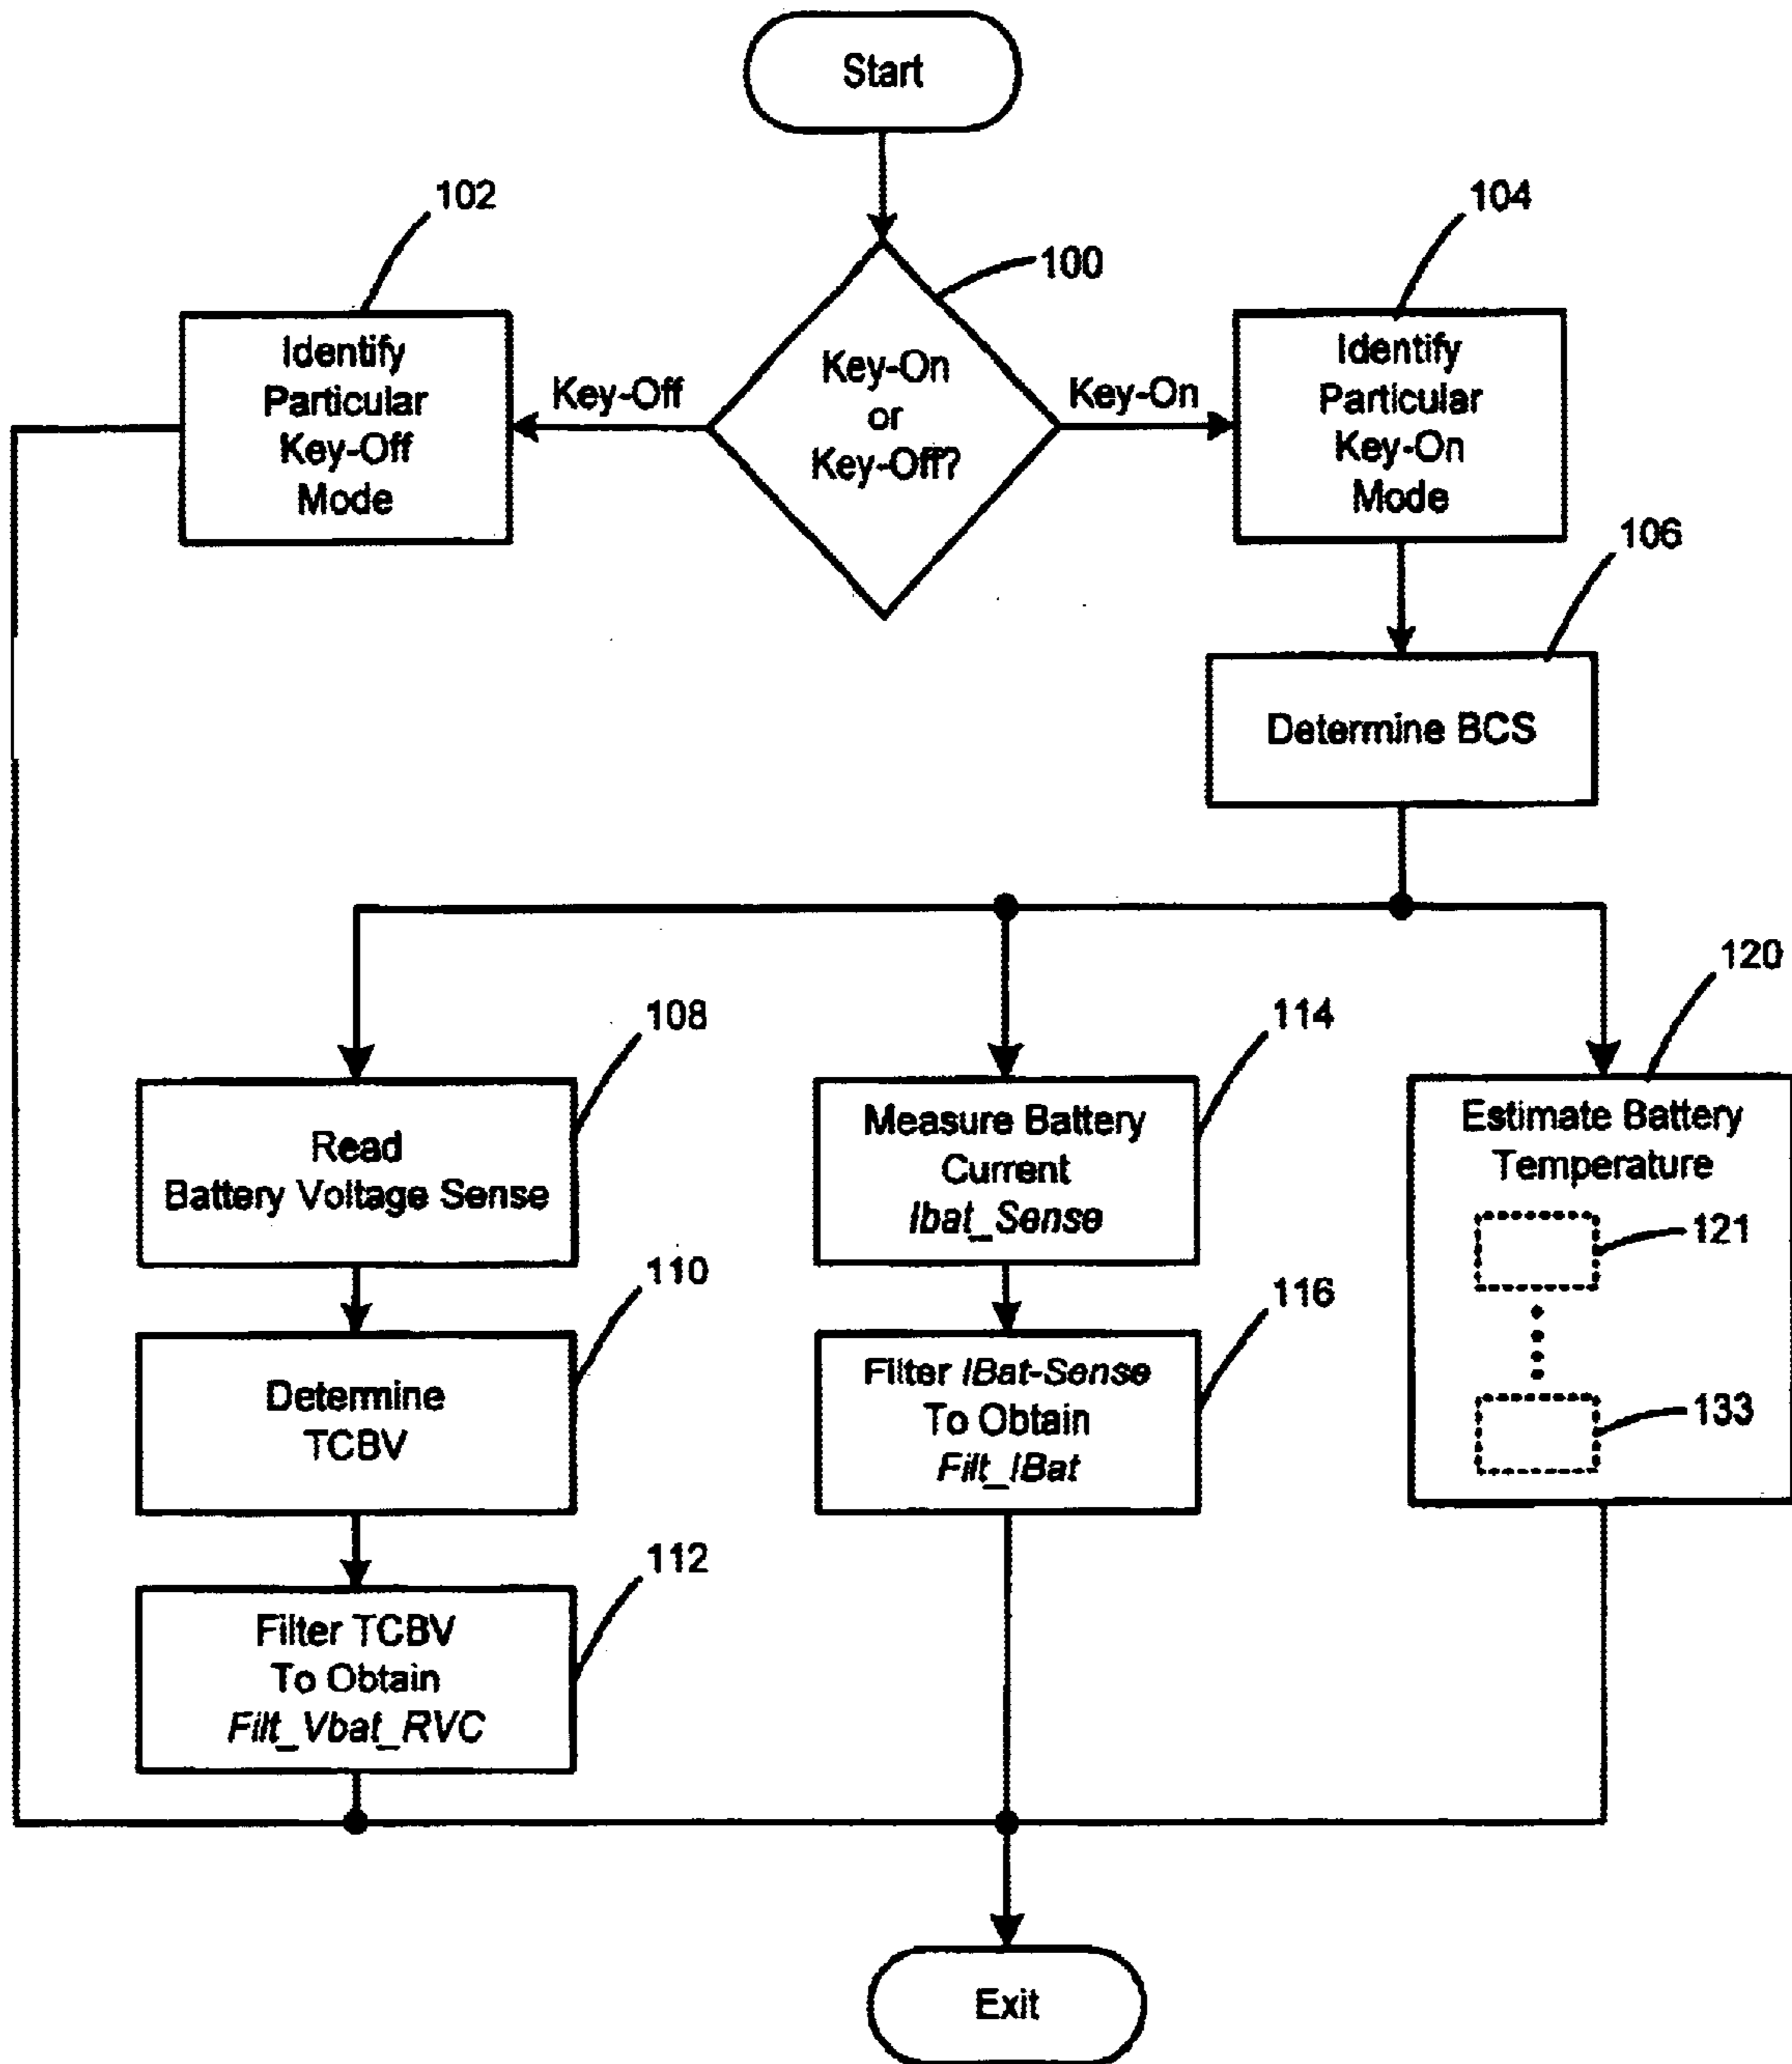 Start
102
104
100
Identify
Particular
Key-Off
Mode
Key-Off
Key-On
or
Key-Off?
Key-On
Identify
Particular
Key-On
Mode
106
Determine BCS
120
108
114
Read
Battery Voltage Sense
Measure Battery
Current
Ibat_Sense
Estimate Battery
Temperature
121
133
110
116
Determine
TCBV
Filter IBat-Sense
To Obtain
Filt_IBat
112
Filter TCBV
To Obtain
Filt_Vbat_RVC
Exit